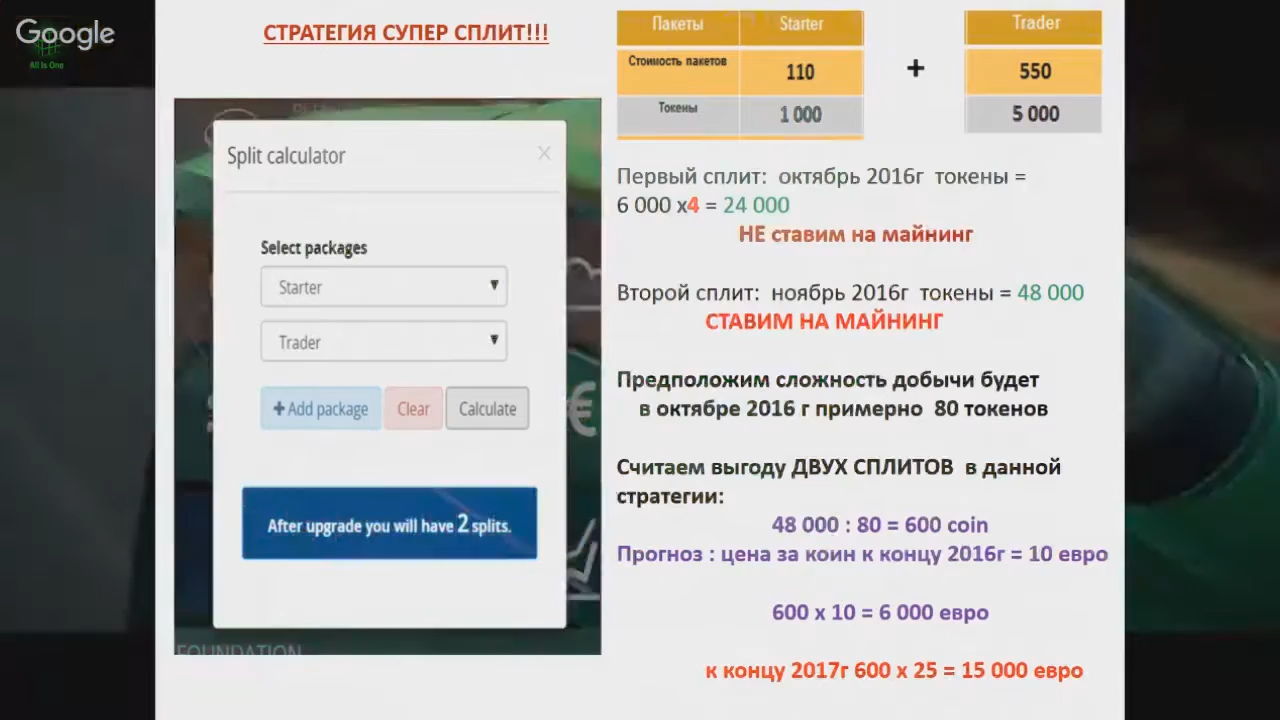 Google
All Is One
СТРАТЕГИЯ СУПЕР СПЛИТ!!!
Пакеты Starter
Стоимость пакетов 110
Токены 1 000
+
Trader
550
5 000
Split calculator
X
Select packages
Starter
Trader
+ Add package Clear Calculate
€
After upgrade you will have 2 splits.
FOUNDATION
Первый сплит: октябрь 2016г токены =
6 000 х4 = 24 000
НЕ ставим на майнинг
Второй сплит: ноябрь 2016г токены = 48 000
СТАВИМ НА МАЙНИНГ
Предположим сложность добычи будет
в октябре 2016 г примерно 80 токенов
Считаем выгоду ДВУХ СПЛИТОВ в данной
стратегии:
48 000 : 80 = 600 coin
Прогноз : цена за коин к концу 2016г = 10 евро
600 х 10 = 6 000 евро
к концу 2017г 600 х 25 = 15 000 евро